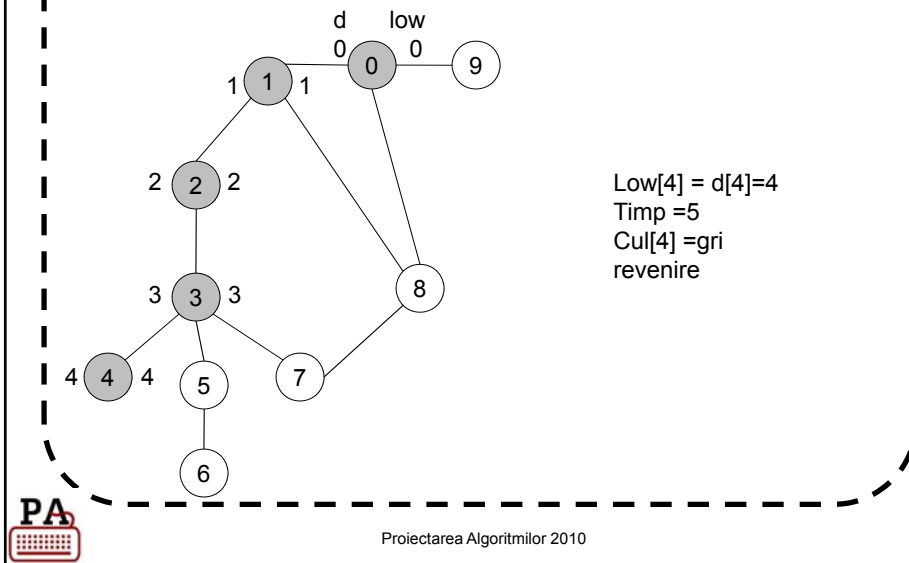 d low
0 0
0
9
1 1 1
2 2 2
Low[4] = d[4]=4
Timp =5
Cul[4] =gri
revenire
8
3 3 3
4 4 4
5
7
6
PA
Proiectarea Algoritmilor 2010